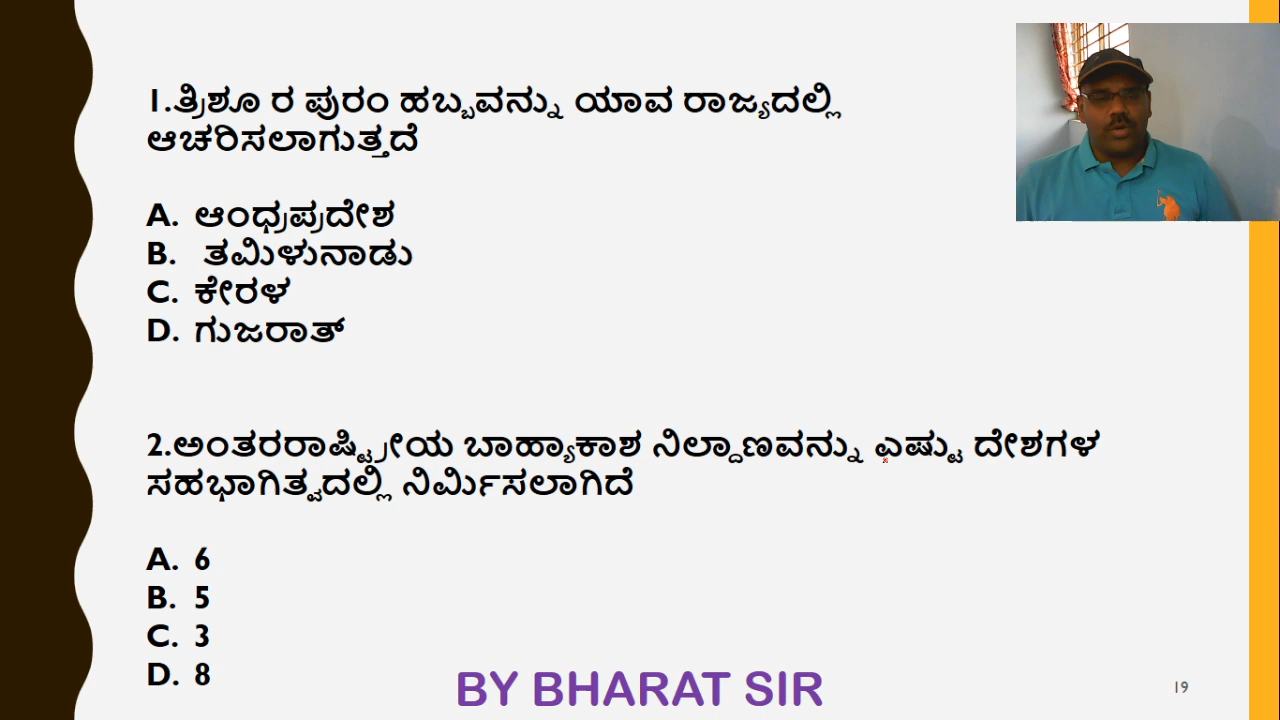 1.ತ್ರಿಶೂ ರ ಪುರಂ ಹಬ್ಬವನ್ನು ಯಾವ ರಾಜ್ಯದಲ್ಲಿ
ಆಚರಿಸಲಾಗುತ್ತದೆ
A. ಆಂಧ್ರಪ್ರದೇಶ
B. ತಮಿಳುನಾಡು
C. ಕೇರಳ
D. ಗುಜರಾತ್
2.ಅಂತರರಾಷ್ಟ್ರೀಯ ಬಾಹ್ಯಾಕಾಶ ನಿಲ್ದಾಣವನ್ನು ಎಷ್ಟು ದೇಶಗಳ
ಸಹಭಾಗಿತ್ವದಲ್ಲಿ ನಿರ್ಮಿಸಲಾಗಿದೆ
A. 6
B. 5
C. 3
D. 8
BY BHARAT SIR
19